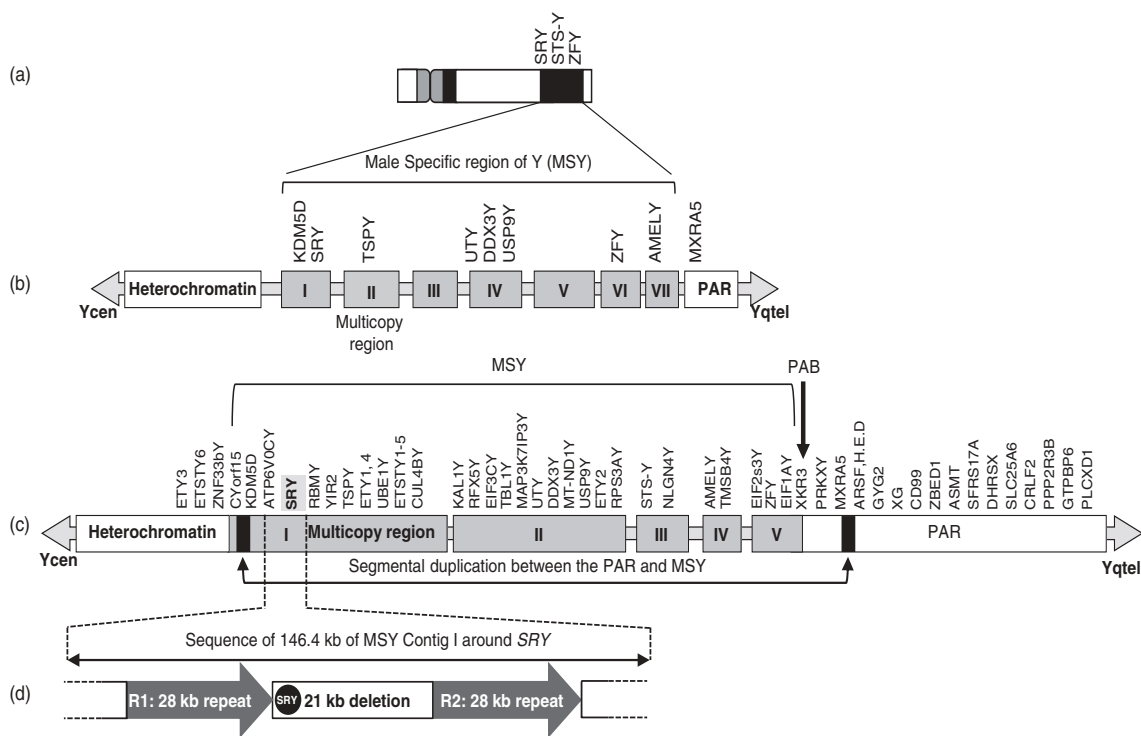 (a)
SRY
STS-Y
ZFY
Male Specific region of Y (MSY)
(b)
KDM5D
SRY
TSPY
UTY
DDX3Y
USP9Y
ZFY
AMELY
MXRA5
Heterochromatin
I
II
III
IV
V
VI
VII
PAR
Ycen
Yqtel
Multicopy
region
MSY
PAB
(c)
ETY3
ETSTY6
ZNF33bY
CYorf15
KDM5D
ATP6V0CY
SRY
RBMY
YIR2
TSPY
ETY1, 4
UBE1Y
ETSTY1-5
CUL4BY
KAL1Y
RFX5Y
EIF3CY
TBL1Y
MAP3K7IP3Y
UTY
DDX3Y
MT-ND1Y
USP9Y
ETY2
RPS3AY
STS-Y
NLGN4Y
AMELY
TMSB4Y
EIF2s3Y
ZFY
EIF1AY
XKR3
PRKXY
MXRA5
ARSF,H.E.D
GYG2
XG
CD99
ZBED1
ASMT
SFRS17A
DHRSX
SLC25A6
CRLF2
PPP2R3B
GTPBP6
PLCXD1
Heterochromatin
I
Multicopy region
II
III
IV
V
PAR
Ycen
Yqtel
Segmental duplication between the PAR and MSY
Sequence of 146.4 kb of MSY Contig I around SRY
(d)
R1: 28 kb repeat
SRY
21 kb deletion
R2: 28 kb repeat